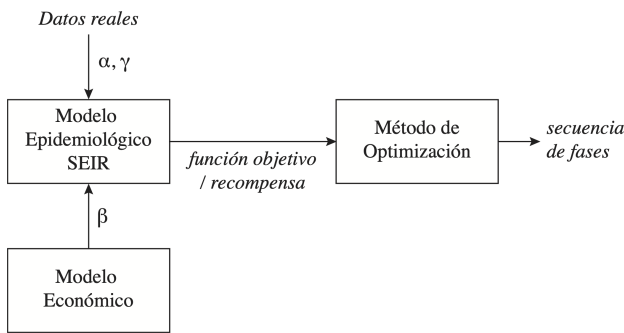 Datos reales
α, γ
Modelo
Epidemiológico
SEIR
función objetivo
/ recompensa
Método de
Optimización
secuencia
de fases
β
Modelo
Económico